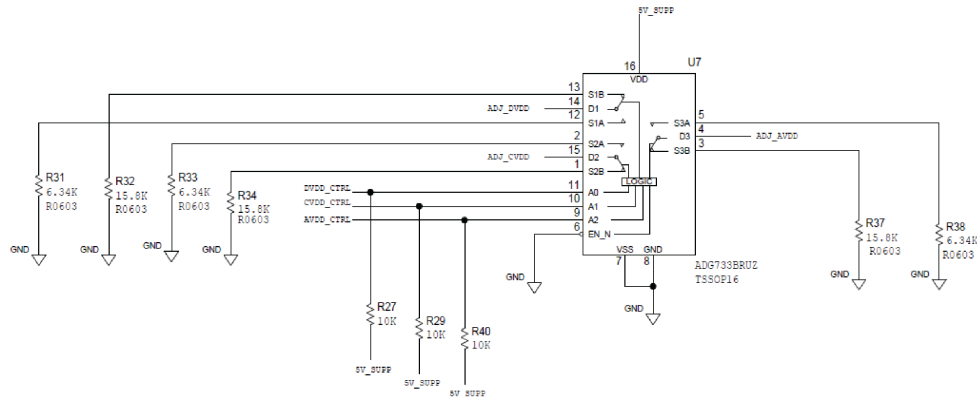 5V_SUPP
U7
16
VDD
13
S1B
ADJ_DVDD
14
D1
12
S1A
2
S2A
ADJ_CVDD
15
D2
1
S2B
5
S3A
4
D3
ADJ_AVDD
3
S3B
LOGIC
DVDD_CTRL
11
A0
CVDD_CTRL
10
A1
AVDD_CTRL
9
A2
6
EN_N
VSS
GND
7
8
ADG733BRUZ
TSSOP16
R31
6.34K
R0603
R32
15.8K
R0603
R33
6.34K
R0603
R34
15.8K
R0603
R37
15.8K
R0603
R38
6.34K
R0603
GND
GND
GND
GND
GND
GND
GND
GND
R27
10K
R29
10K
R40
10K
5V_SUPP
5V_SUPP
5V SUPP